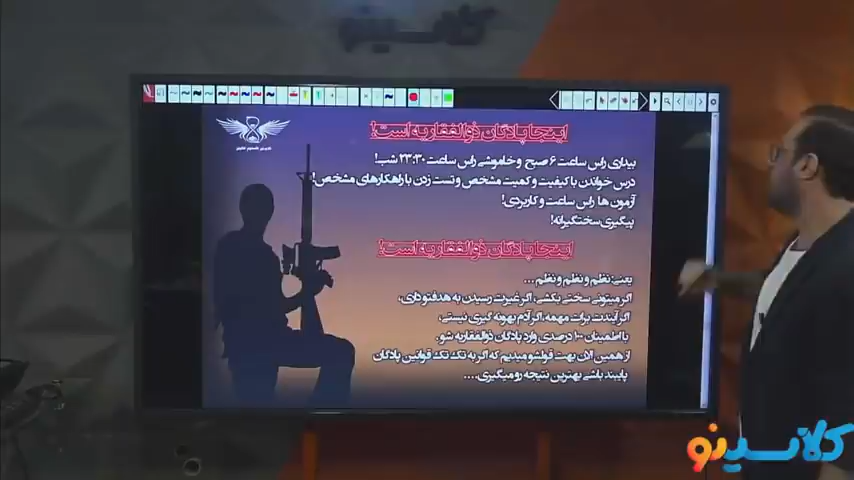 کلاسینو
اینجا پادگان ذوالفقاریه است!
بیداری راس ساعت ۶ صبح و خاموشی راس ساعت ۲۳:۳۰ شب!
درس خواندن با کیفیت و کمیت مشخص و تست زدن با راهکارهای مشخص!
آزمون ها راس ساعت و کاربردی!
پیگیری سختگیرانه!
اینجا پادگان ذوالفقاریه است!
یعنی: نظم و نظم و نظم ...
اگر میتونی سختی بکشی، اگر غیرت رسیدن به هدفتو داری،
اگر آیندت برات مهمه، اگر آدم بهونه گیری نیستی،
با اطمینان ۱۰۰ درصدی وارد پادگان ذوالفقاریه شو.
از همین الان بهت قولشو میدیم که اگر به تک تک قوانین پادگان
پایبند باشی بهترین نتیجه رو میگیری....
کلاسینو